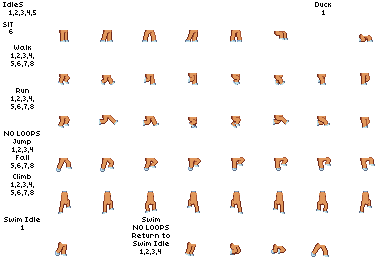 IdleS
1,2,3,4,5
Duck
1
SIT
6
Walk
1,2,3,4,
5,6,7,8
Run
1,2,3,4,
5,6,7,8
NO LOOPS
Jump
1,2,3,4
Fall
5,6,7,8
Climb
1,2,3,4,
5,6,7,8
Swim Idle
1
Swim
NO LOOPS
Return to
Swim Idle
1,2,3,4